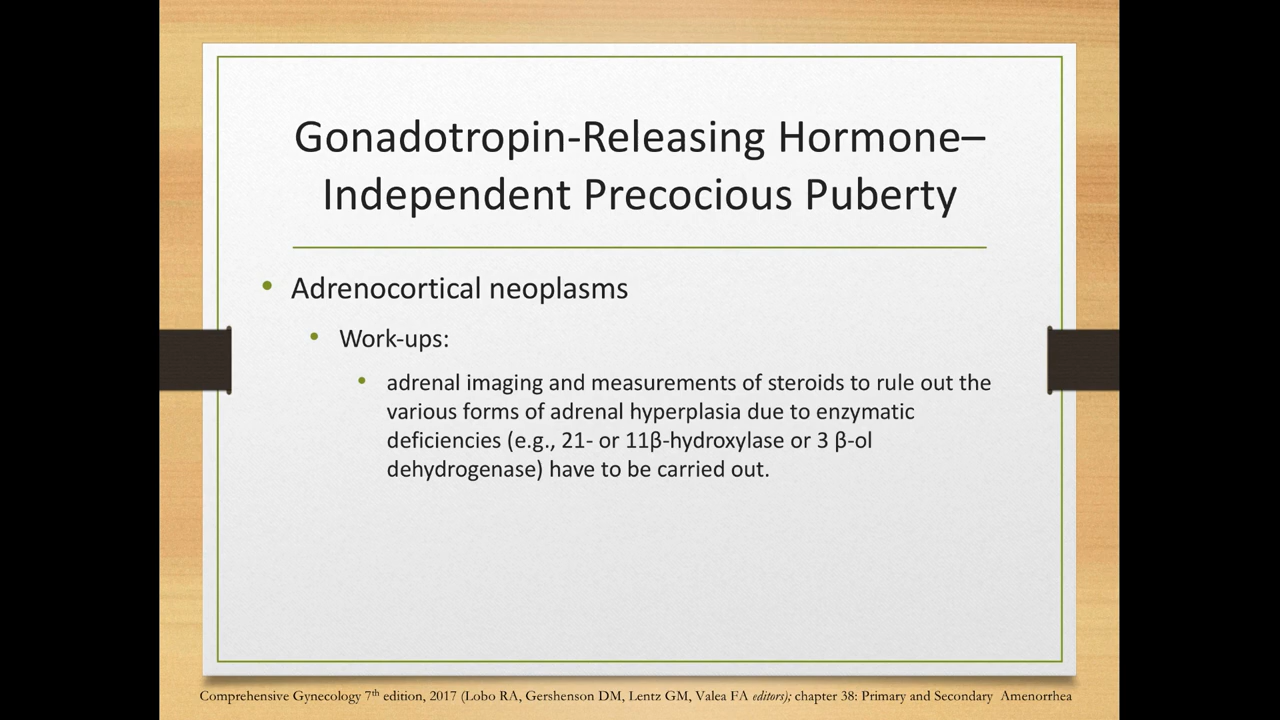 Gonadotropin-Releasing Hormone–
Independent Precocious Puberty
• Adrenocortical neoplasms
• Work-ups:
• adrenal imaging and measurements of steroids to rule out the
various forms of adrenal hyperplasia due to enzymatic
deficiencies (e.g., 21- or 11β-hydroxylase or 3 β-ol
dehydrogenase) have to be carried out.
Comprehensive Gynecology 7th edition, 2017 (Lobo RA, Gershenson DM, Lentz GM, Valea FA editors); chapter 38: Primary and Secondary Amenorrhea